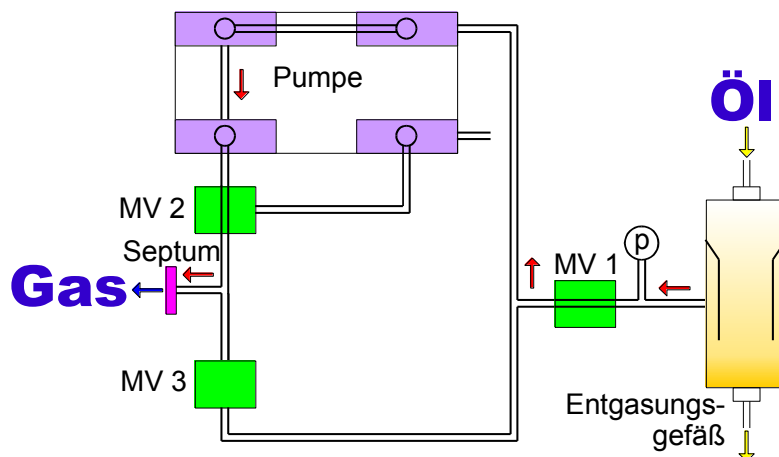 Pumpe
Öl
MV 2
Septum
Gas
p
MV 1
MV 3
Entgasungs-
gefäß